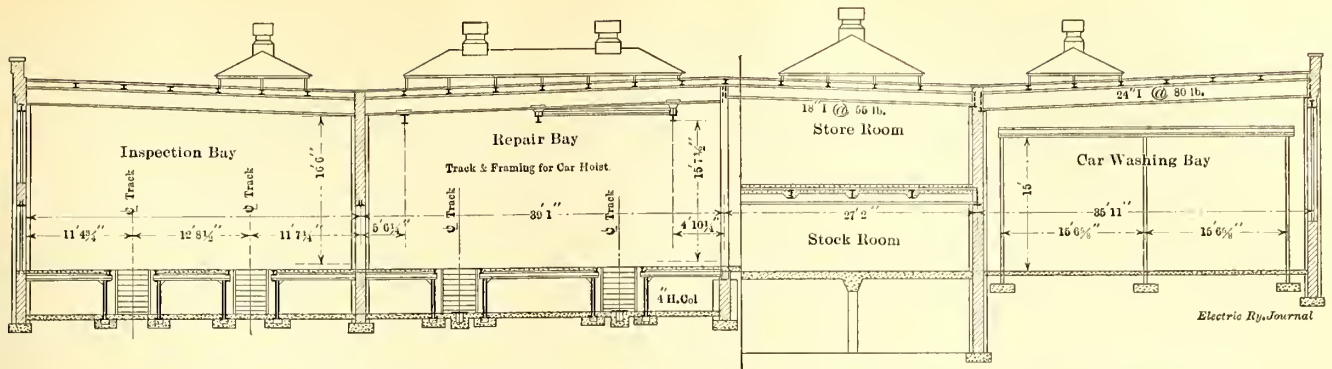 24"I @ 80 lb.
18"I @ 55 lb.
Store Room
Inspection Bay
Repair Bay
Car Washing Bay
16'6"
15'7½"
Track & Framing for Car Hoist.
15'
℄ Track
℄ Track
℄ Track
℄ Track
39'1"
27'2"
35'11"
11'4¾"
12'8½"
11'7¼"
5'6¼"
4'10¼"
Stock Room
15'6⅝"
15'6⅝"
4"H.Col
Electric Ry. Journal